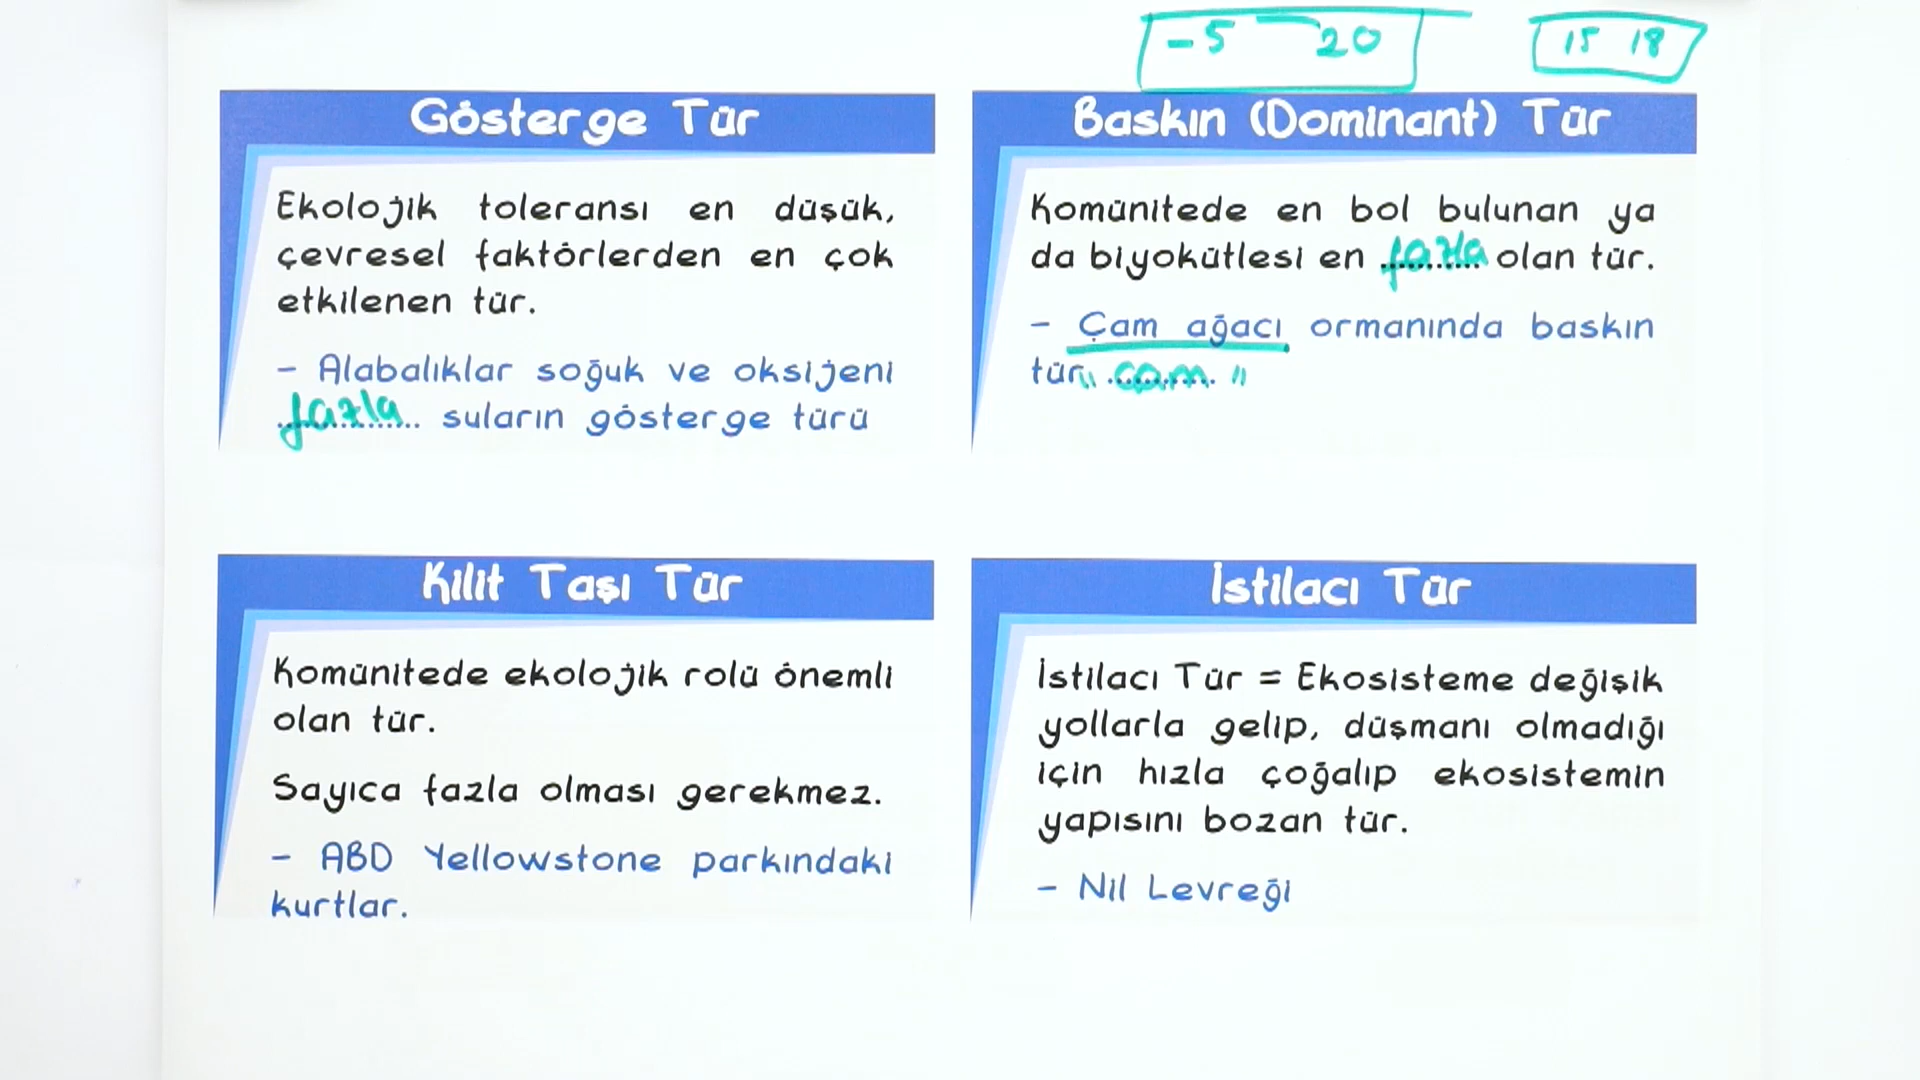 -5 20
15 18
Gösterge Tür
Ekolojik toleransı en düşük,
çevresel faktörlerden en çok
etkilenen tür.
- Alabalıklar soğuk ve oksijeni
fazla suların gösterge türü
Baskın (Dominant) Tür
Komünitede en bol bulunan ya
da biyokütlesi en fazla olan tür.
- Çam ağacı ormanında baskın
tür "çam"
Kilit Taşı Tür
Komünitede ekolojik rolü önemli
olan tür.
Sayıca fazla olması gerekmez.
- ABD Yellowstone parkındaki
kurtlar.
İstilacı Tür
İstilacı Tür = Ekosisteme değişik
yollarla gelip, düşmanı olmadığı
için hızla çoğalıp ekosistemin
yapısını bozan tür.
- Nil Levreği